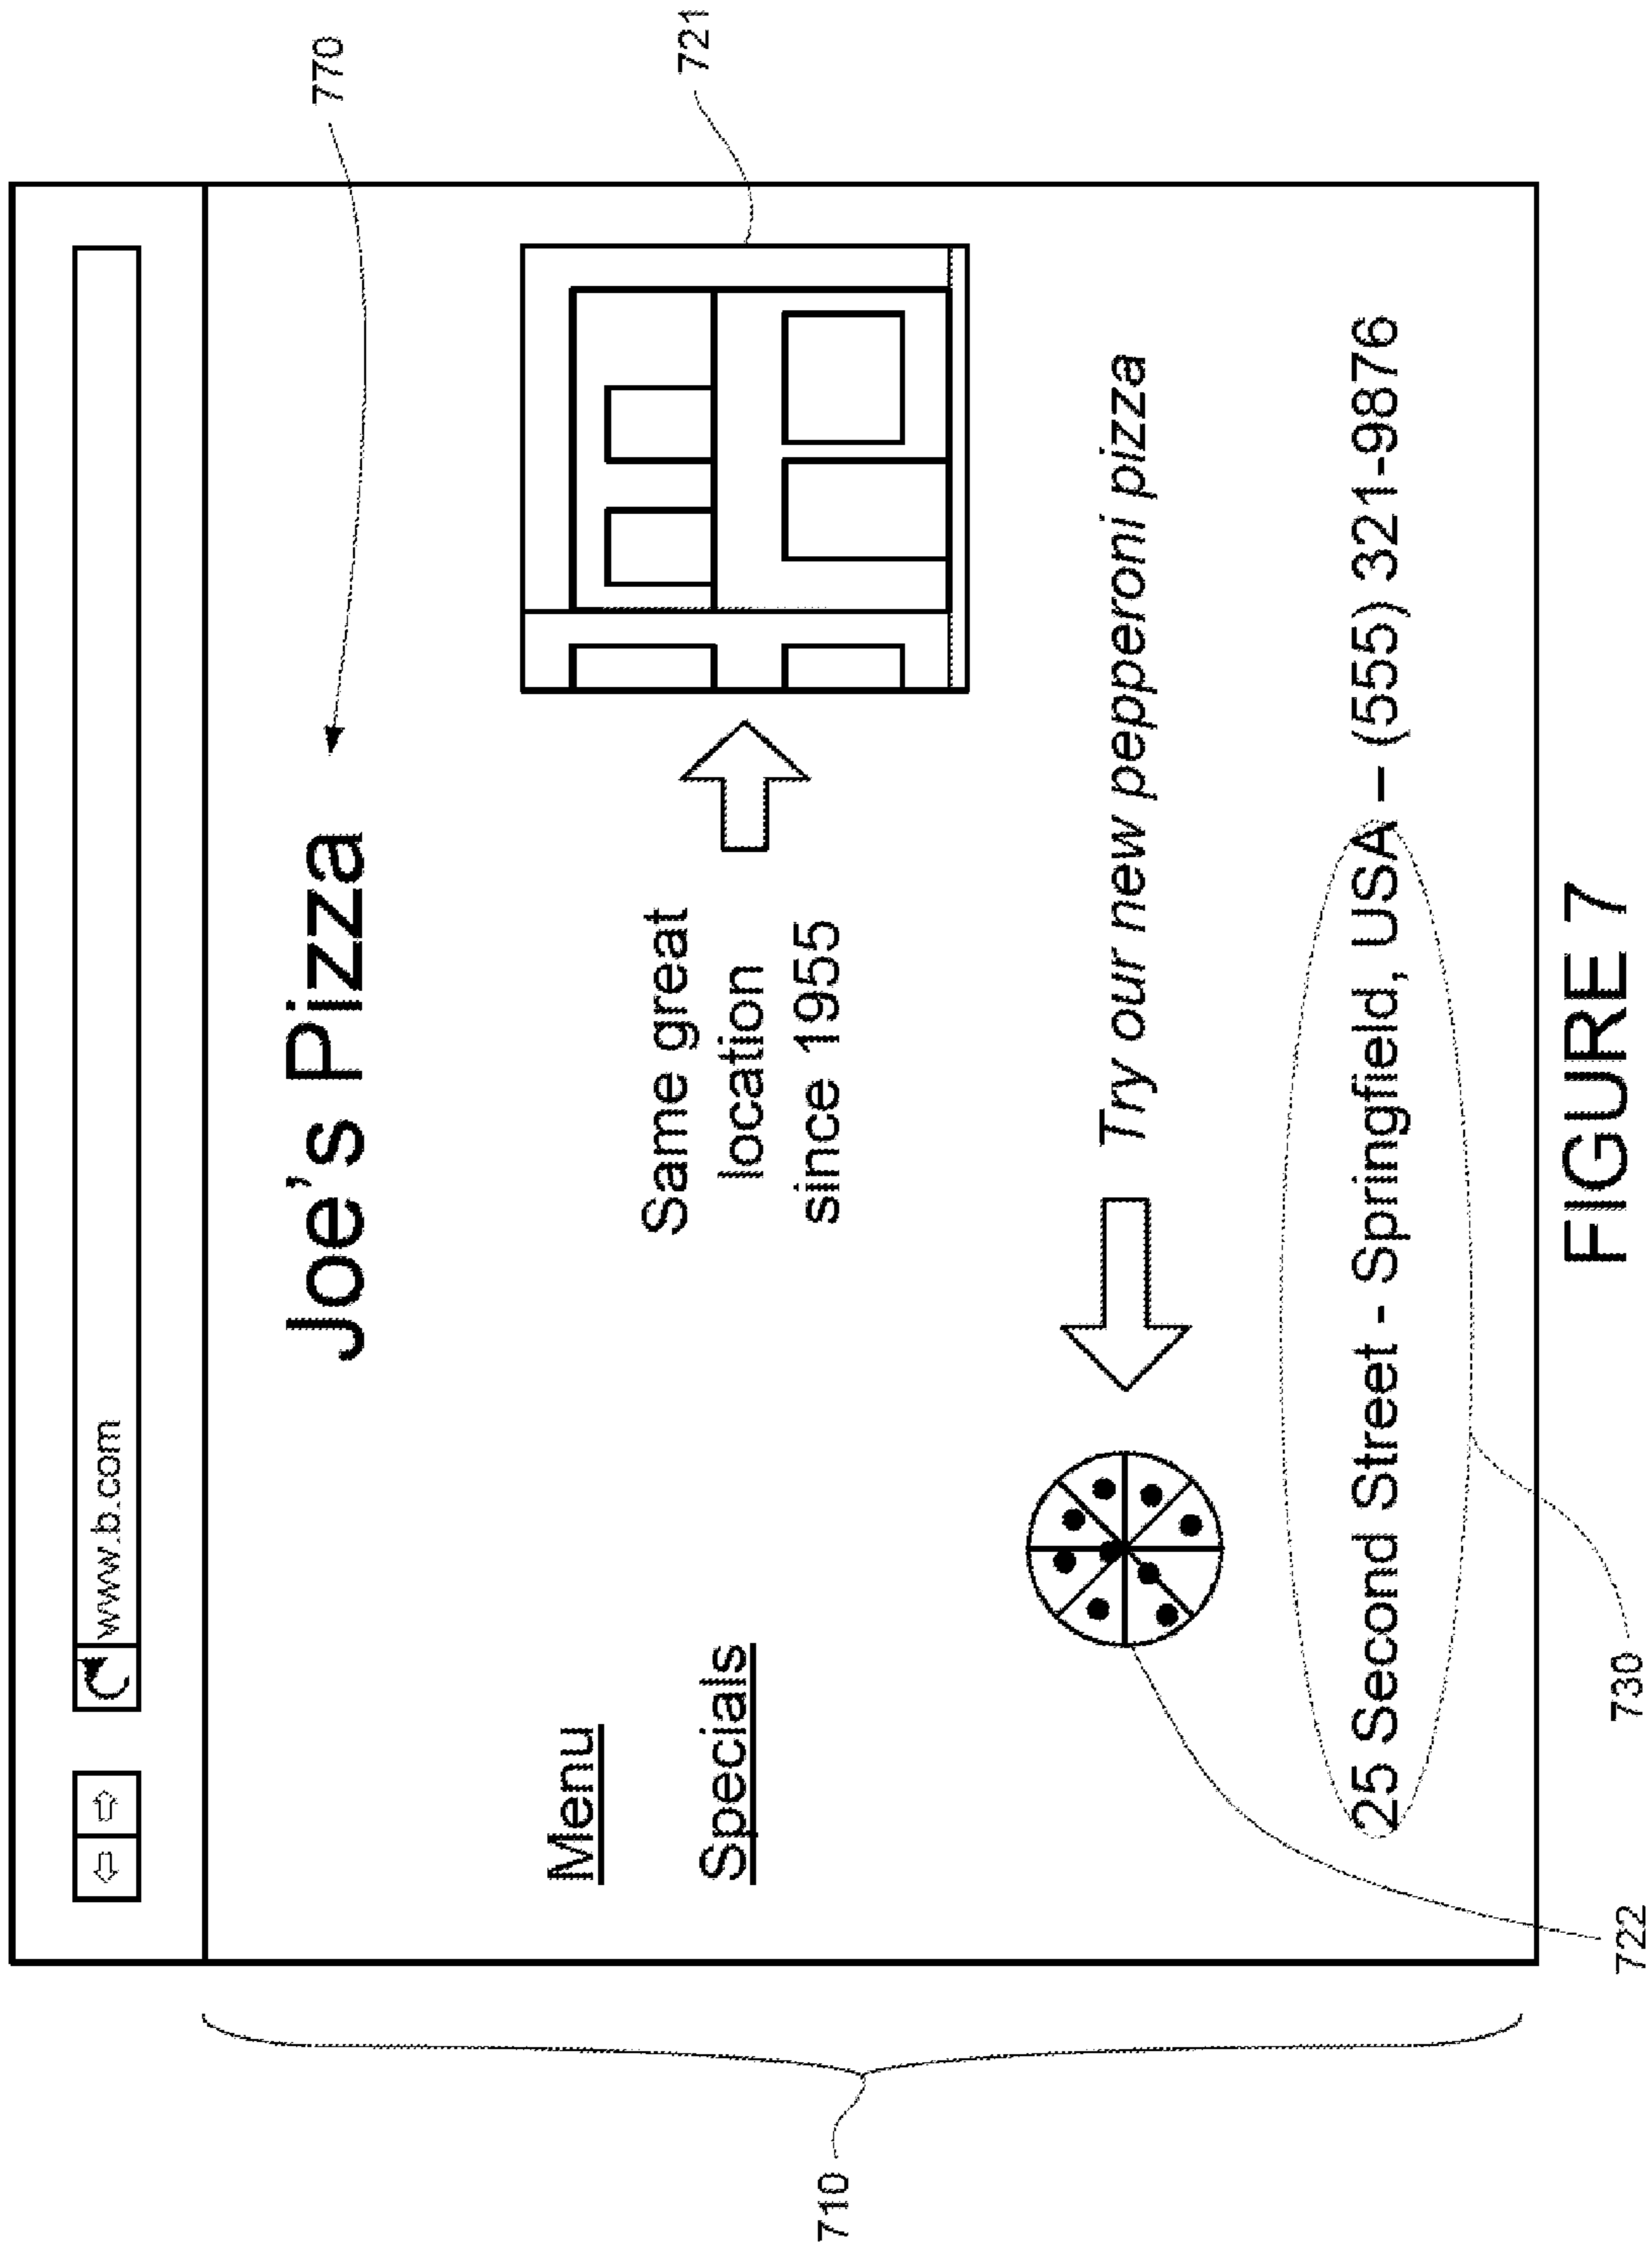 www.b.com
770
Joe's Pizza
721
Menu
Same great
location
since 1955
Specials
710
Try our new pepperoni pizza
25 Second Street - Springfield, USA – (555) 321-9876
722
730
FIGURE 7